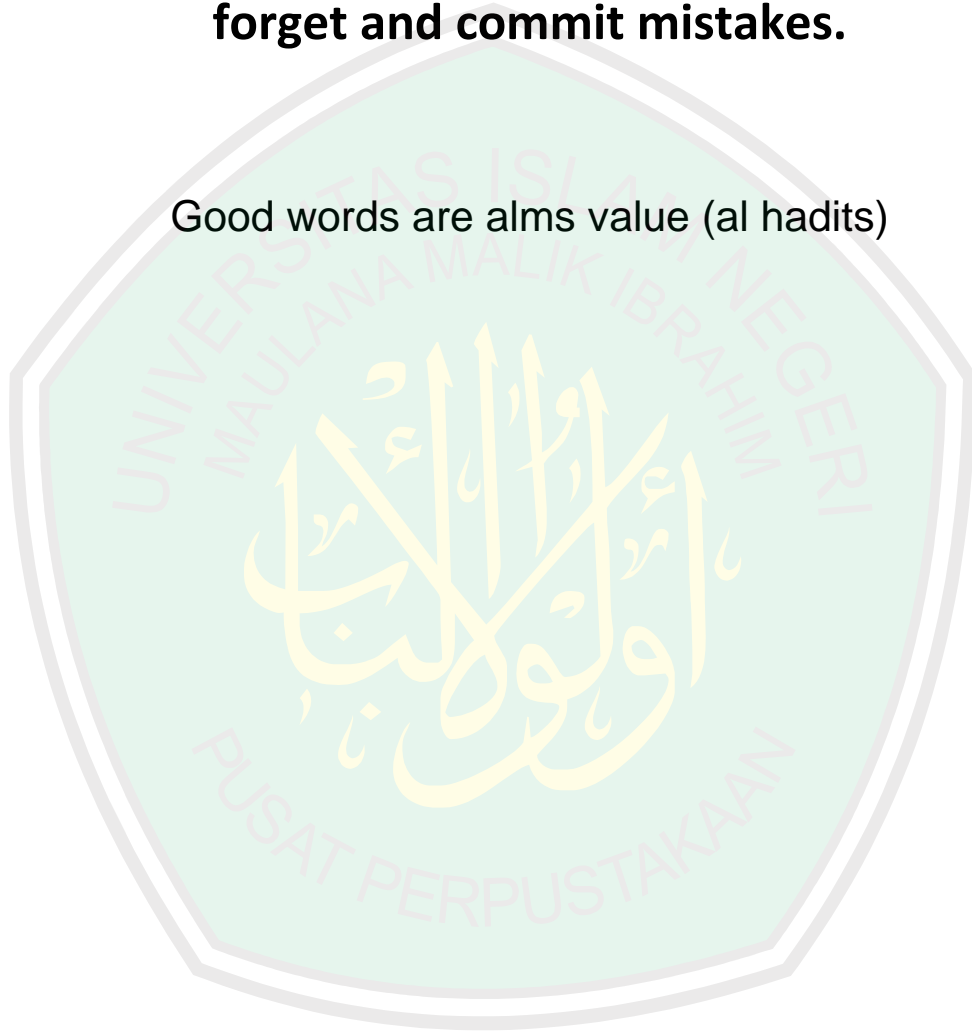 forget and commit mistakes.
Good words are alms value (al hadits)
UNIVERSITAS ISLAM NEGERI
MAULANA MALIK IBRAHIM
أولوا الألباب
PUSAT PERPUSTAKAAN